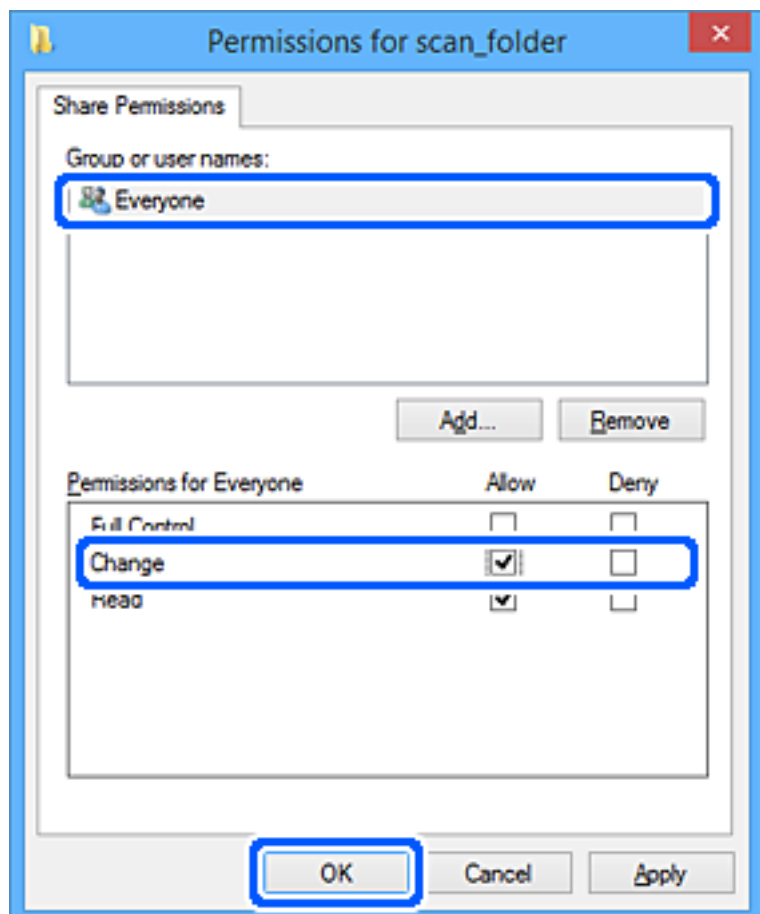 Permissions for scan_folder
Share Permissions
Group or user names:
Everyone
Add... Remove
Permissions for Everyone Allow Deny
Full Control
Change
Read
OK Cancel Apply